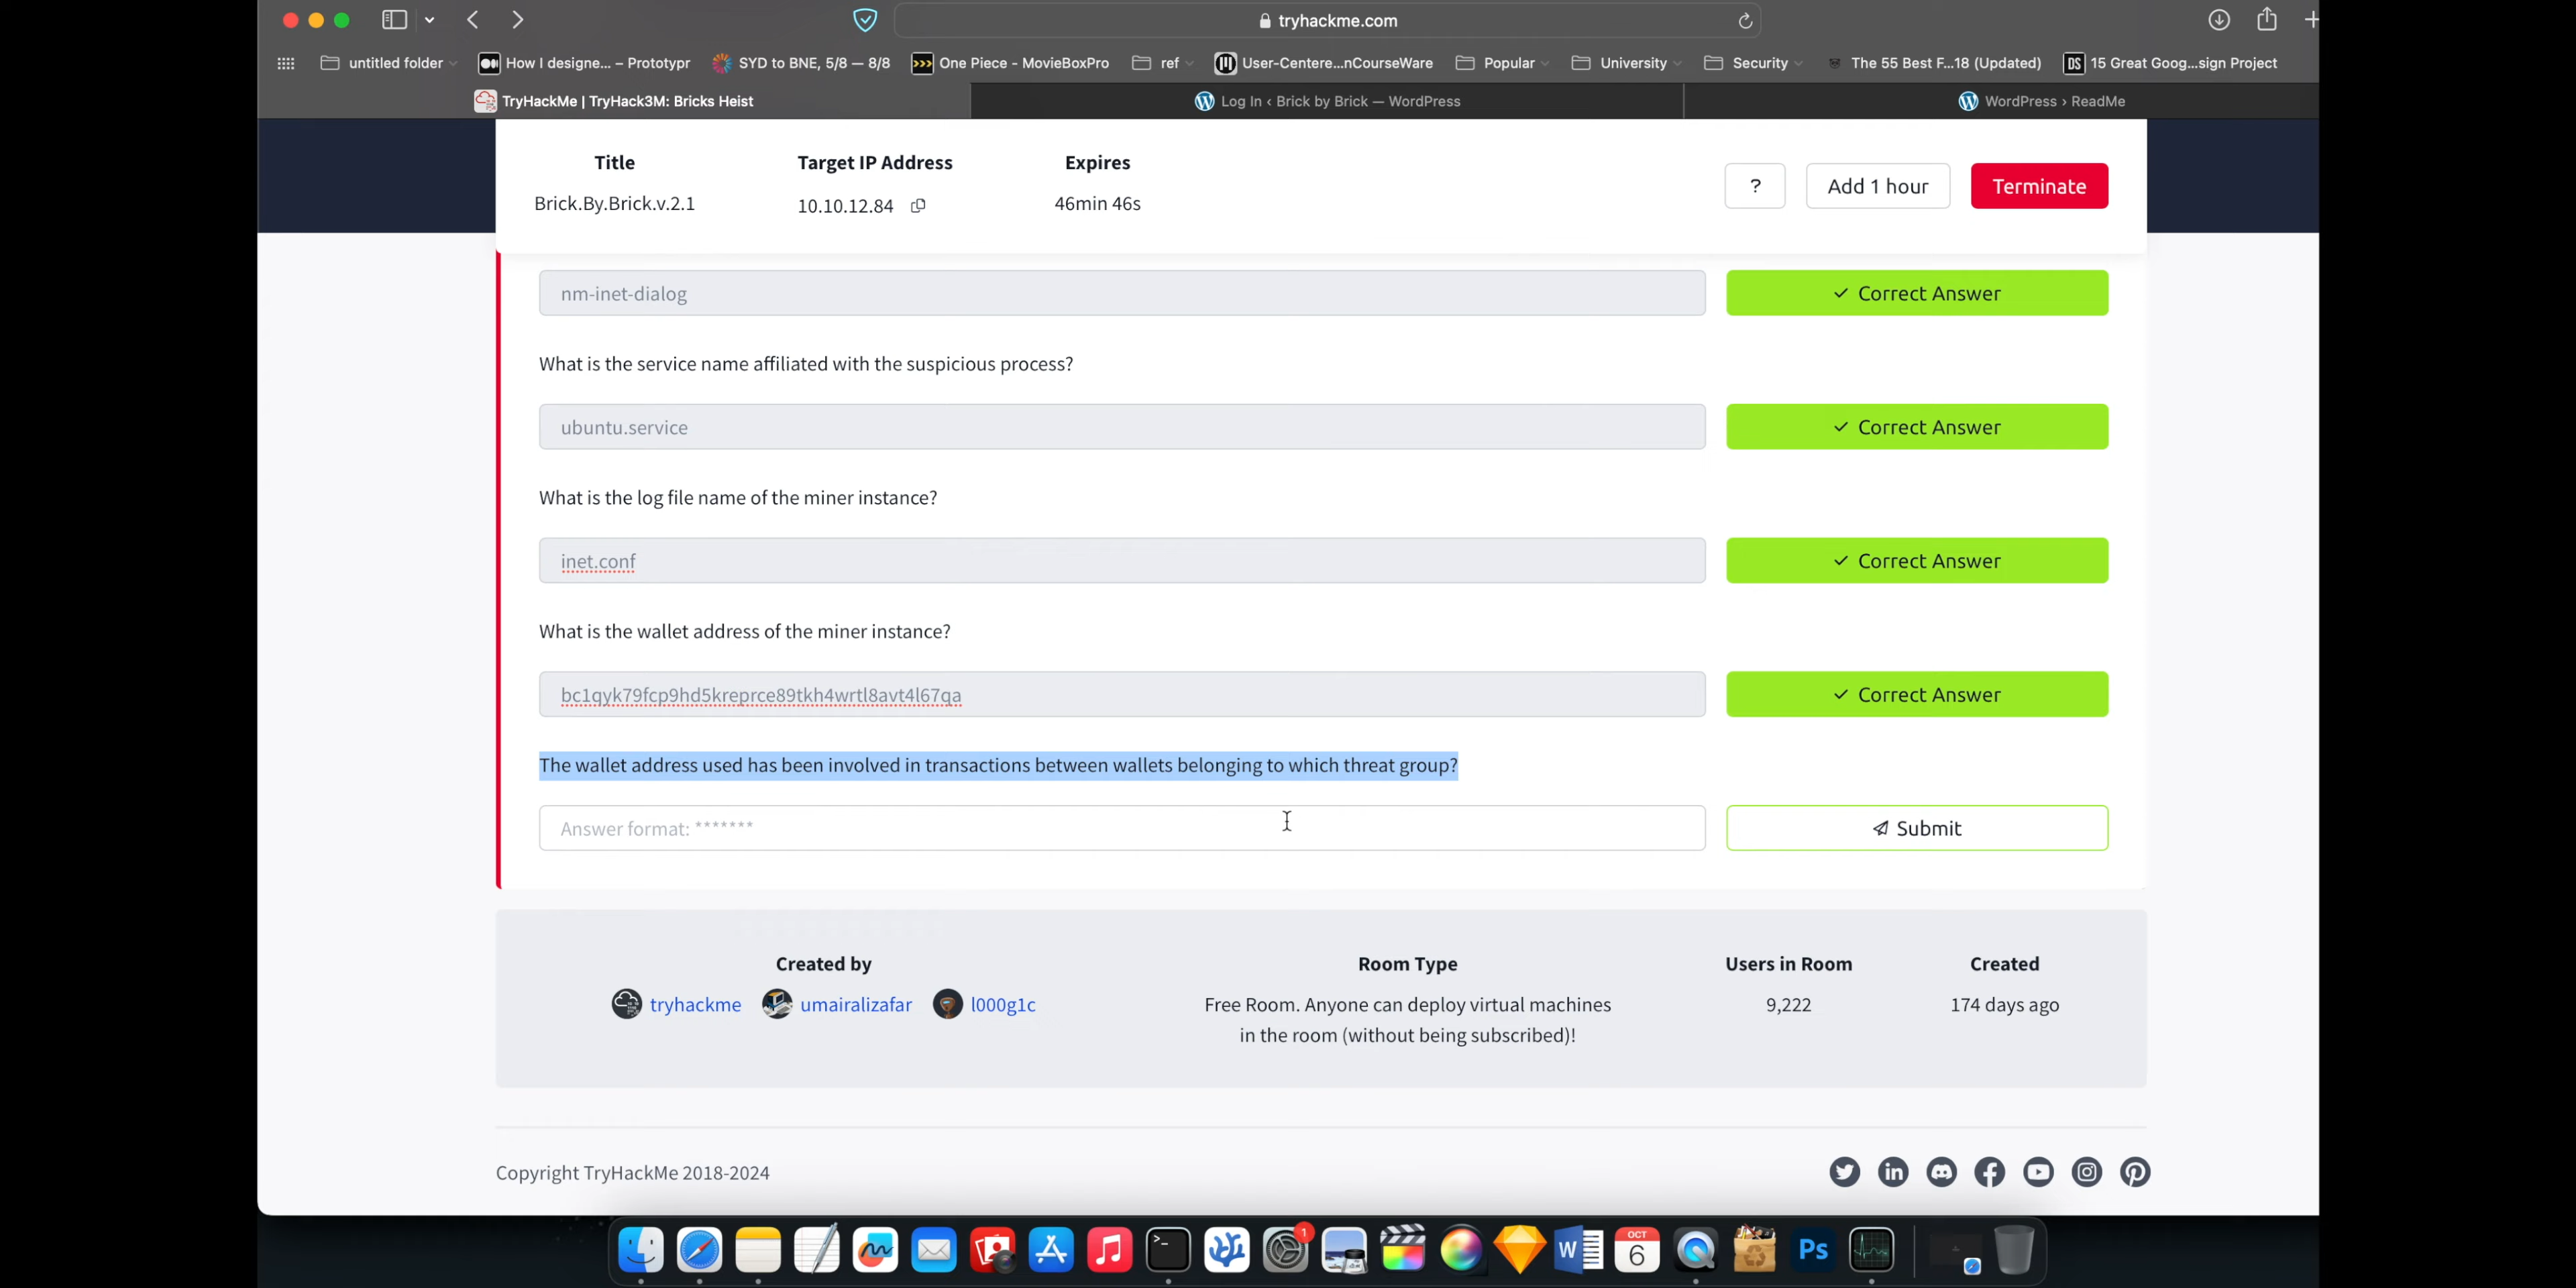 tryhackme.com
untitled folder
How I designe... – Prototypr
SYD to BNE, 5/8 — 8/8
One Piece - MovieBoxPro
ref
User-Centere...nCourseWare
Popular
University
Security
The 55 Best F...18 (Updated)
DS
15 Great Goog...sign Project
TryHackMe | TryHack3M: Bricks Heist
Log In ‹ Brick by Brick — WordPress
WordPress › ReadMe
Title
Target IP Address
Expires
Brick.By.Brick.v.2.1
10.10.12.84
46min 46s
?
Add 1 hour
Terminate
nm-inet-dialog
Correct Answer
What is the service name affiliated with the suspicious process?
ubuntu.service
Correct Answer
What is the log file name of the miner instance?
inet.conf
Correct Answer
What is the wallet address of the miner instance?
bc1qyk79fcp9hd5kreprce89tkh4wrtl8avt4l67qa
Correct Answer
The wallet address used has been involved in transactions between wallets belonging to which threat group?
Answer format: *******
Submit
Created by
Room Type
Users in Room
Created
tryhackme
umairalizafar
l000g1c
Free Room. Anyone can deploy virtual machines
in the room (without being subscribed)!
9,222
174 days ago
Copyright TryHackMe 2018-2024
1
W
OCT
6
Ps